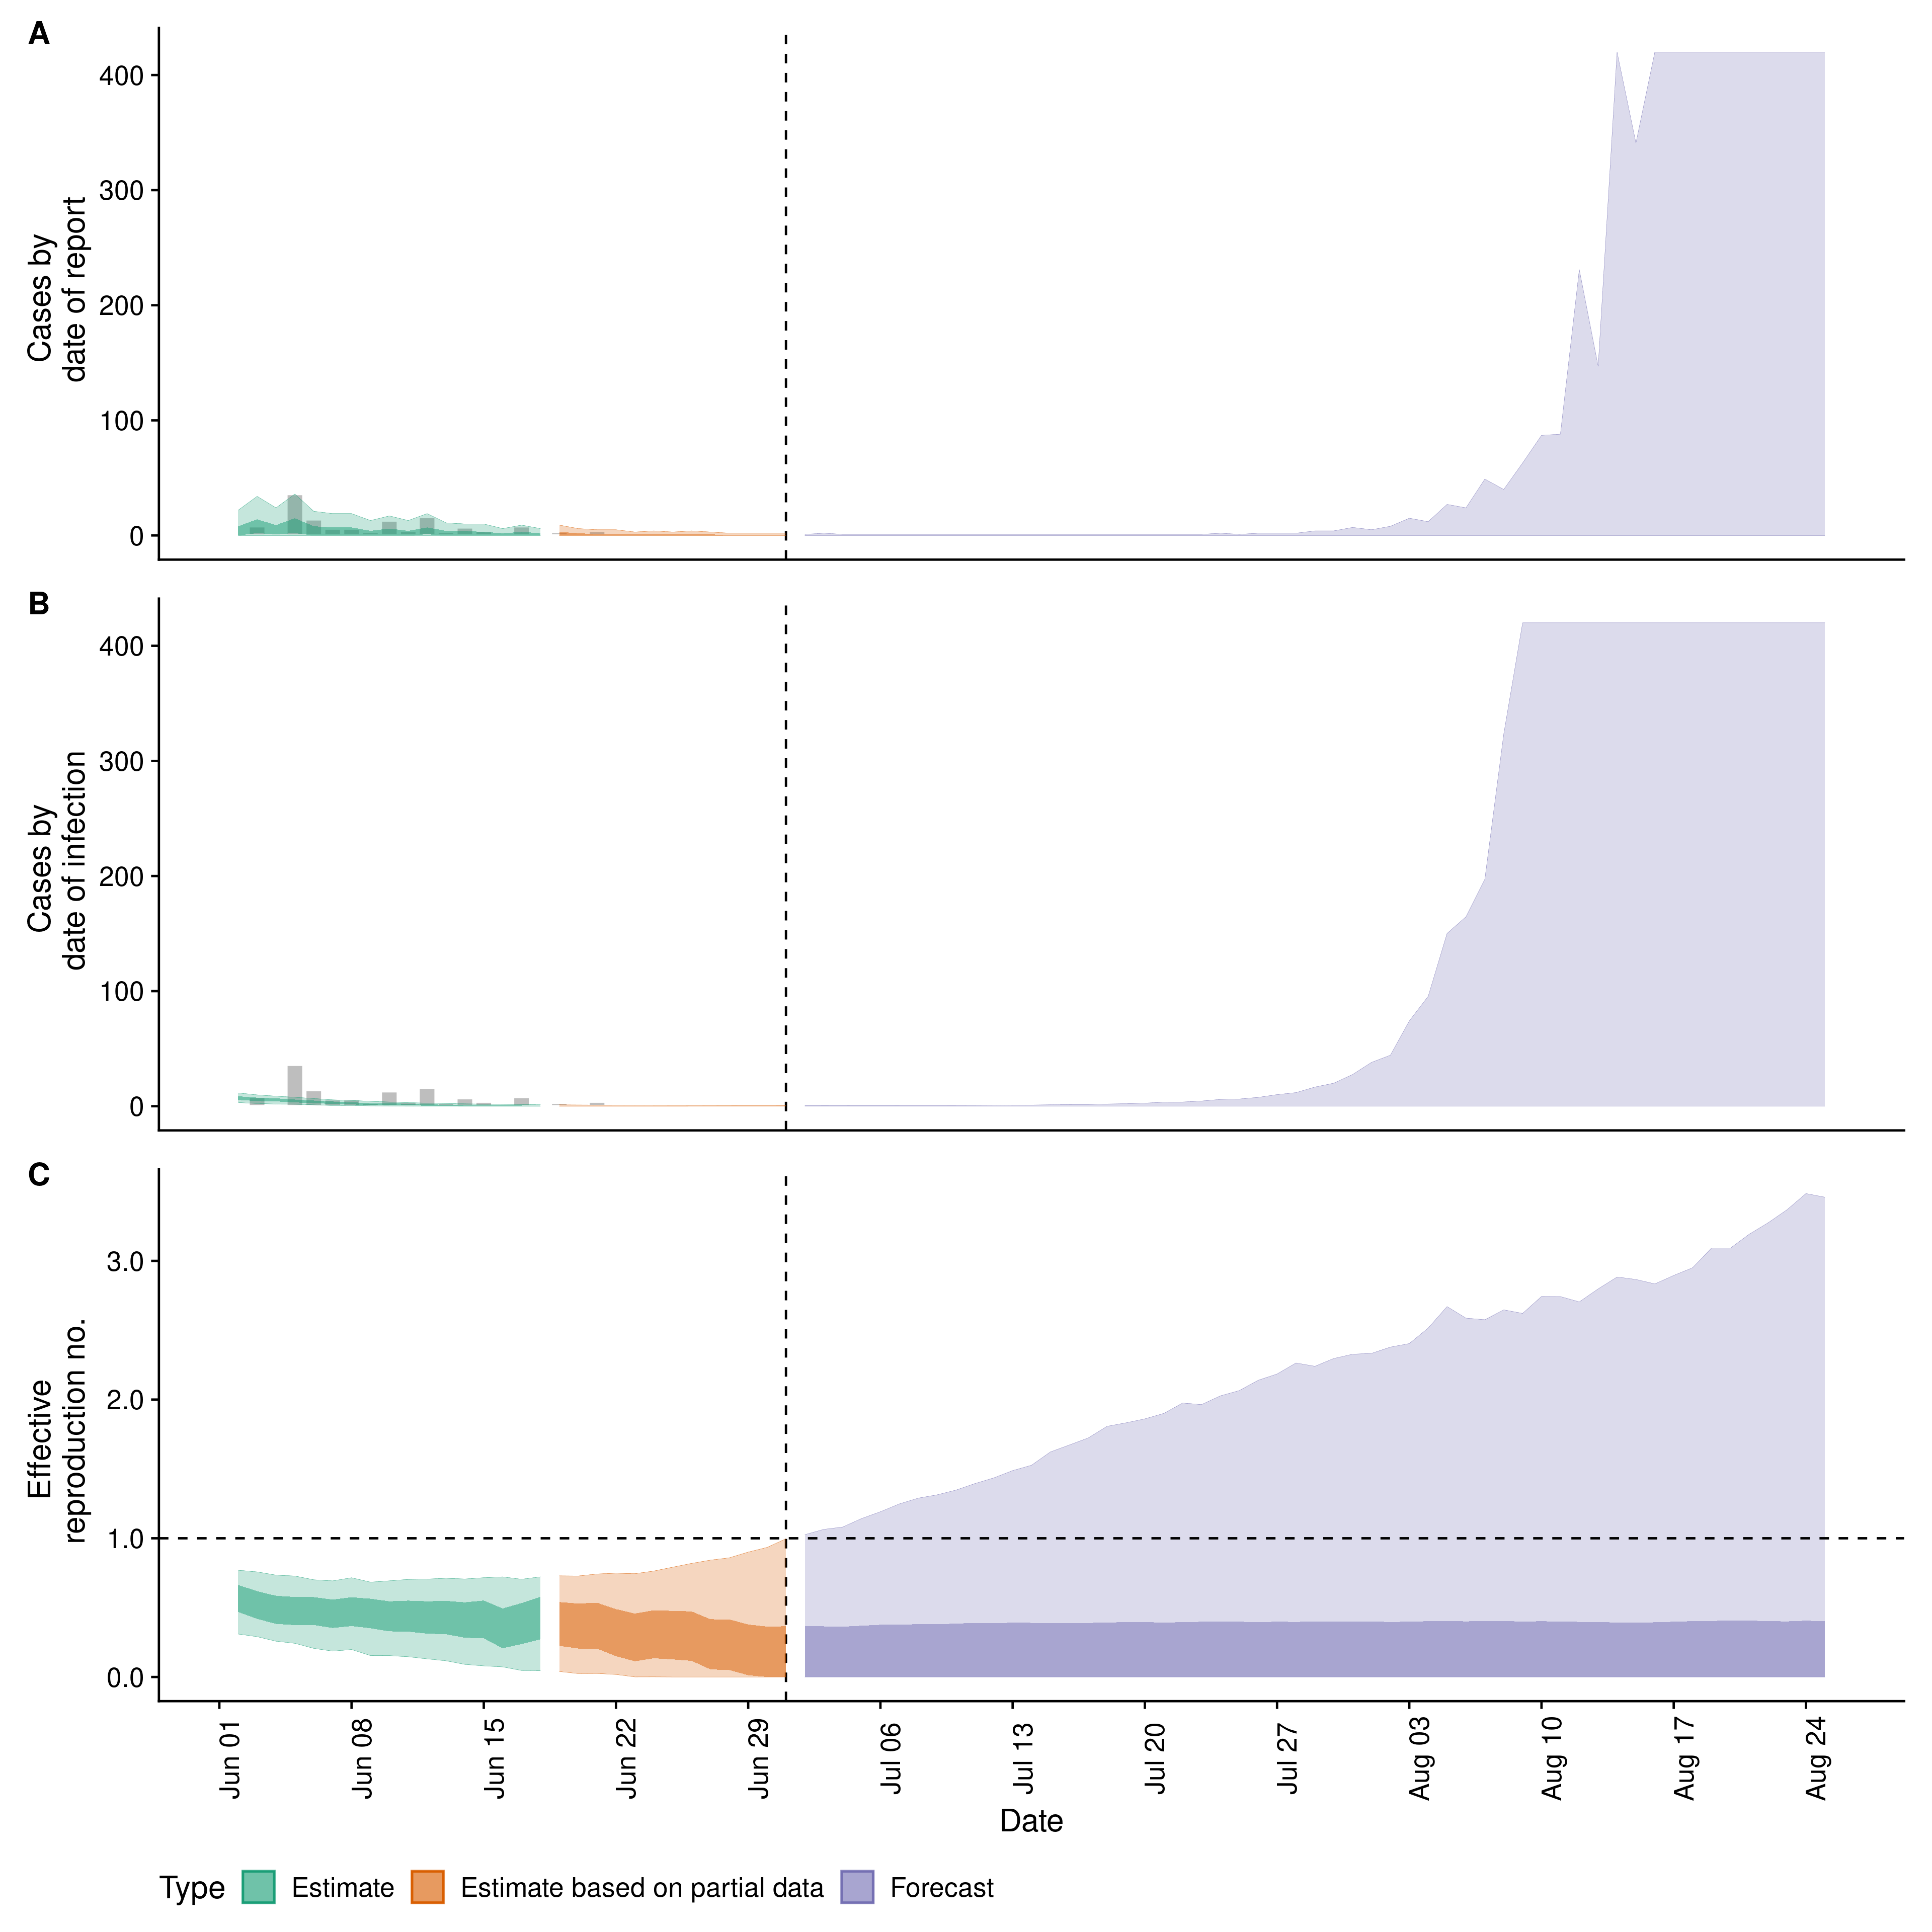 A
400
300
200
100
0
Cases by
date of report
B
400
300
200
100
0
Cases by
date of infection
C
3.0
2.0
1.0
0.0
Effective
reproduction no.
Jun 01
Jun 08
Jun 15
Jun 22
Jun 29
Jul 06
Jul 13
Jul 20
Jul 27
Aug 03
Aug 10
Aug 17
Aug 24
Date
Type Estimate Estimate based on partial data Forecast